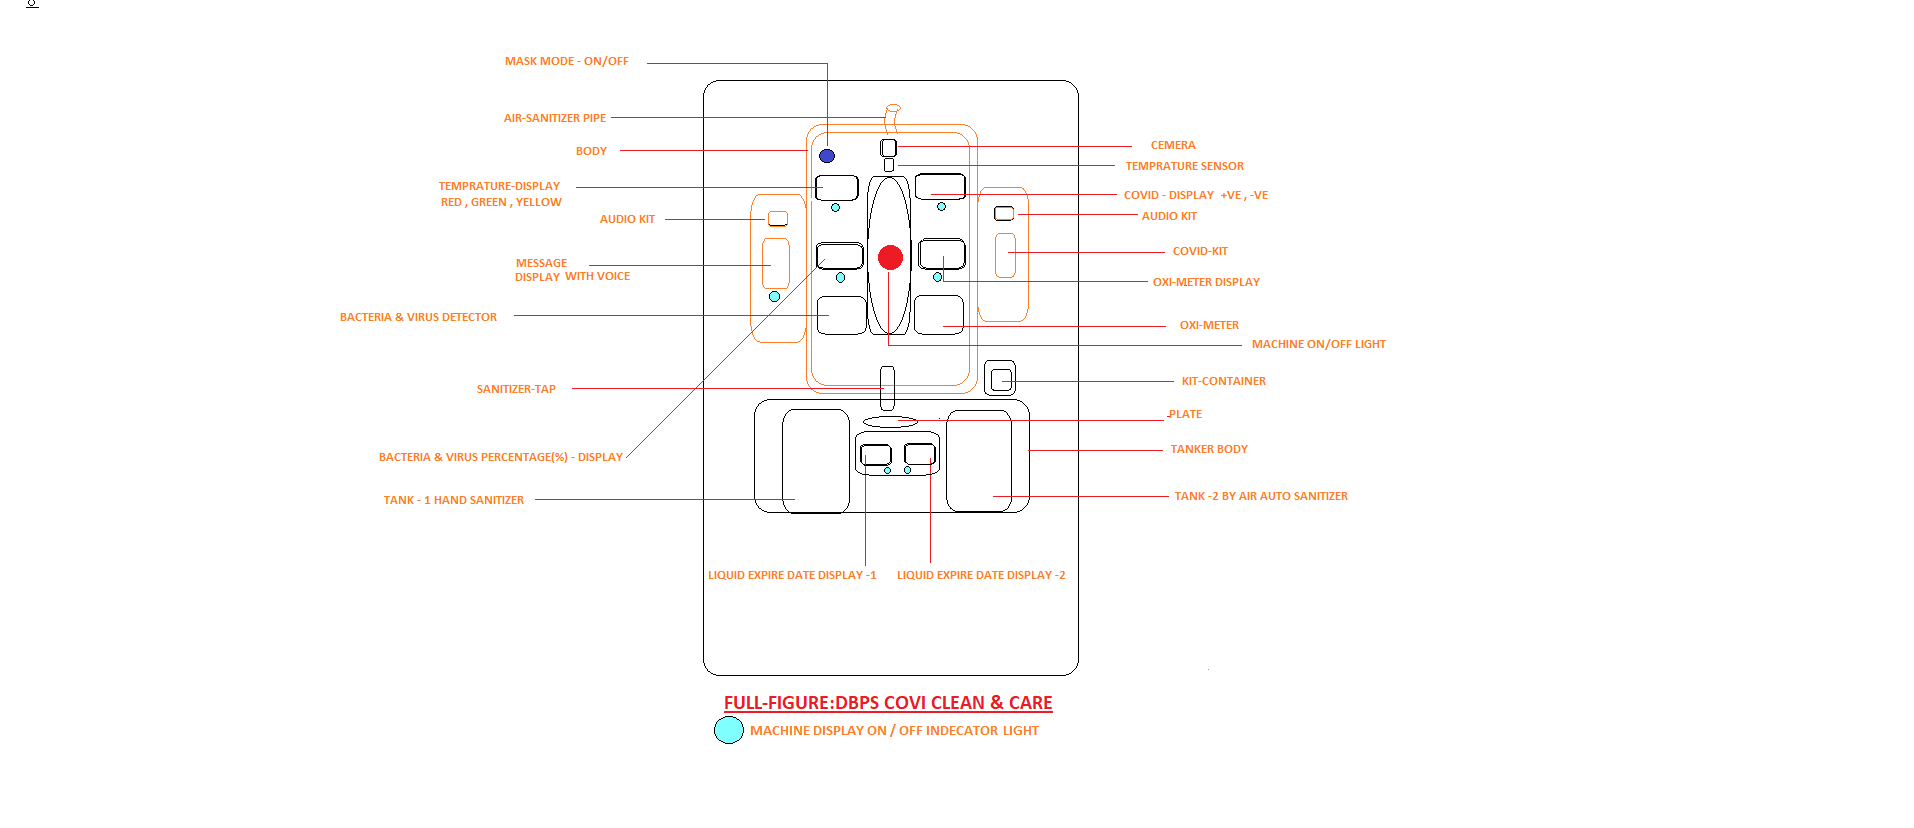 MASK MODE - ON/OFF
AIR-SANITIZER PIPE
BODY
CEMERA
TEMPRATURE SENSOR
TEMPRATURE-DISPLAY
RED , GREEN , YELLOW
COVID - DISPLAY +VE , -VE
AUDIO KIT
AUDIO KIT
COVID-KIT
MESSAGE
DISPLAY WITH VOICE
OXI-METER DISPLAY
BACTERIA & VIRUS DETECTOR
OXI-METER
MACHINE ON/OFF LIGHT
KIT-CONTAINER
SANITIZER-TAP
PLATE
TANKER BODY
BACTERIA & VIRUS PERCENTAGE(%) - DISPLAY
TANK - 1 HAND SANITIZER
TANK -2 BY AIR AUTO SANITIZER
LIQUID EXPIRE DATE DISPLAY -1
LIQUID EXPIRE DATE DISPLAY -2
FULL-FIGURE:DBPS COVI CLEAN & CARE
MACHINE DISPLAY ON / OFF INDECATOR LIGHT